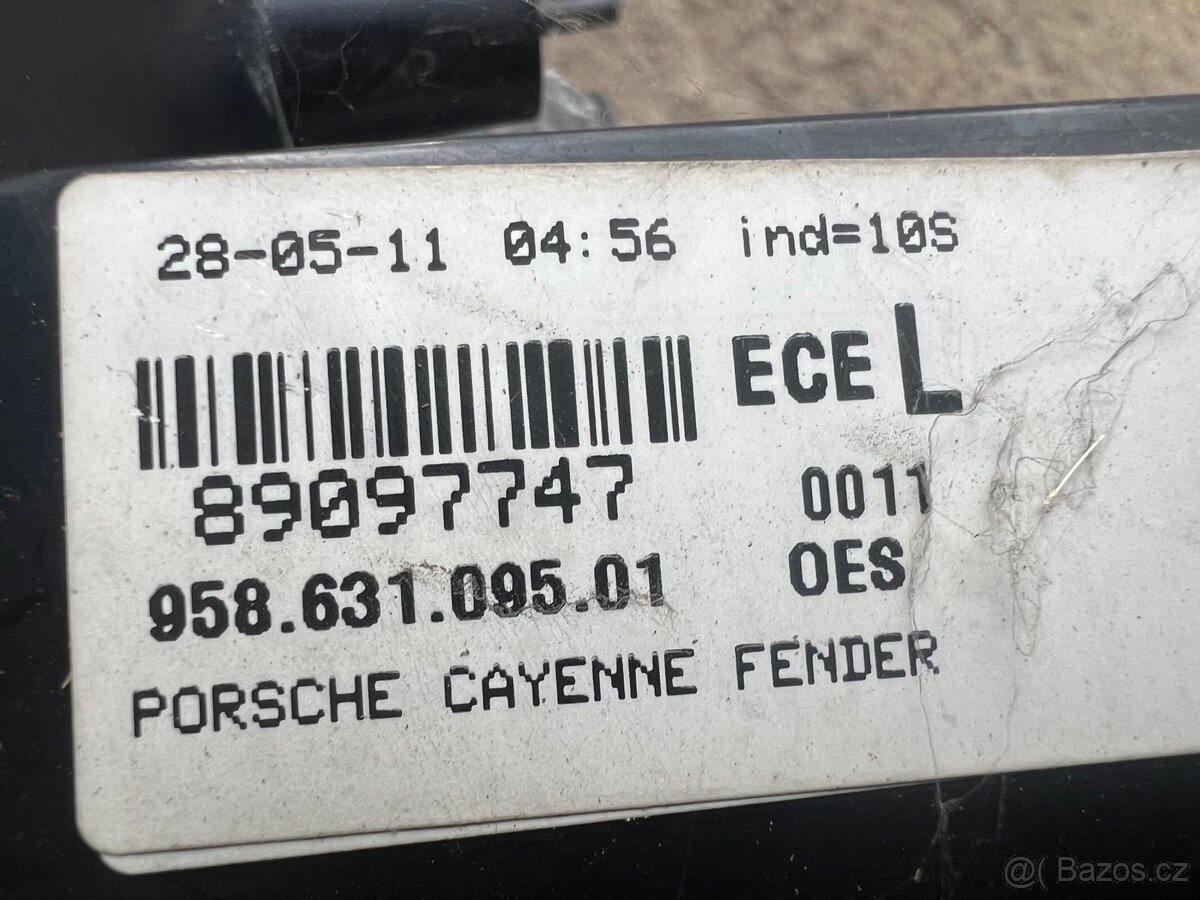 28-05-11 04:56 ind=10S
ECE L
89097747 0011
958.631.095.01 OES
PORSCHE CAYENNE FENDER
@( Bazos.cz